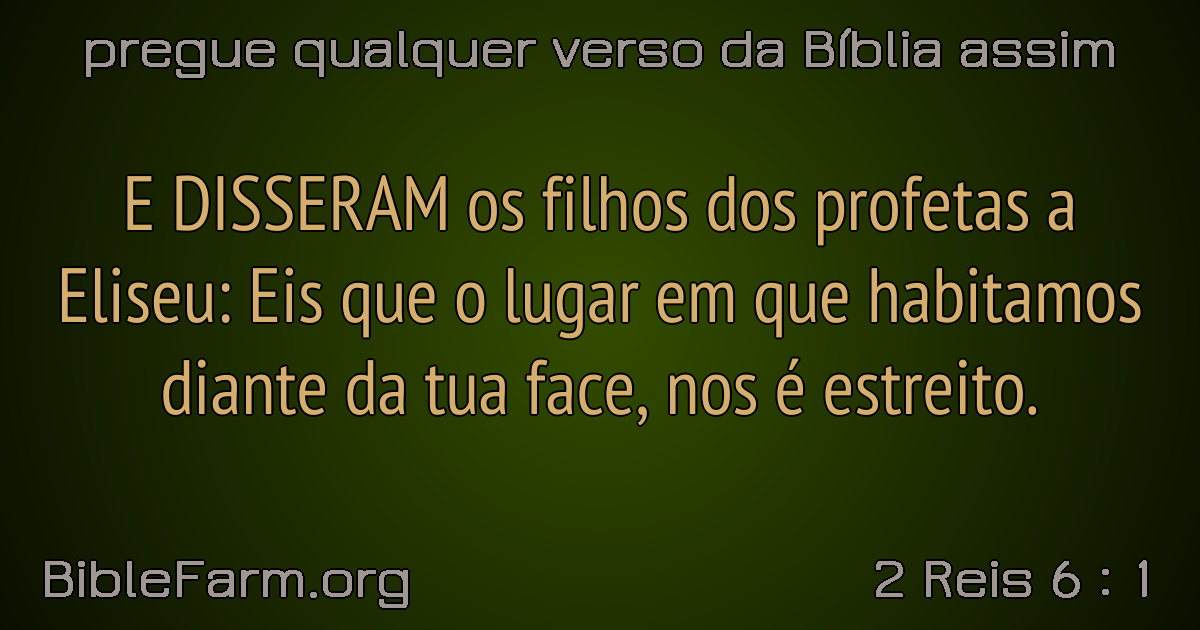 pregue qualquer verso da Bíblia assim
E DISSERAM os filhos dos profetas a
Eliseu: Eis que o lugar em que habitamos
diante da tua face, nos é estreito.
BibleFarm.org
2 Reis 6 : 1